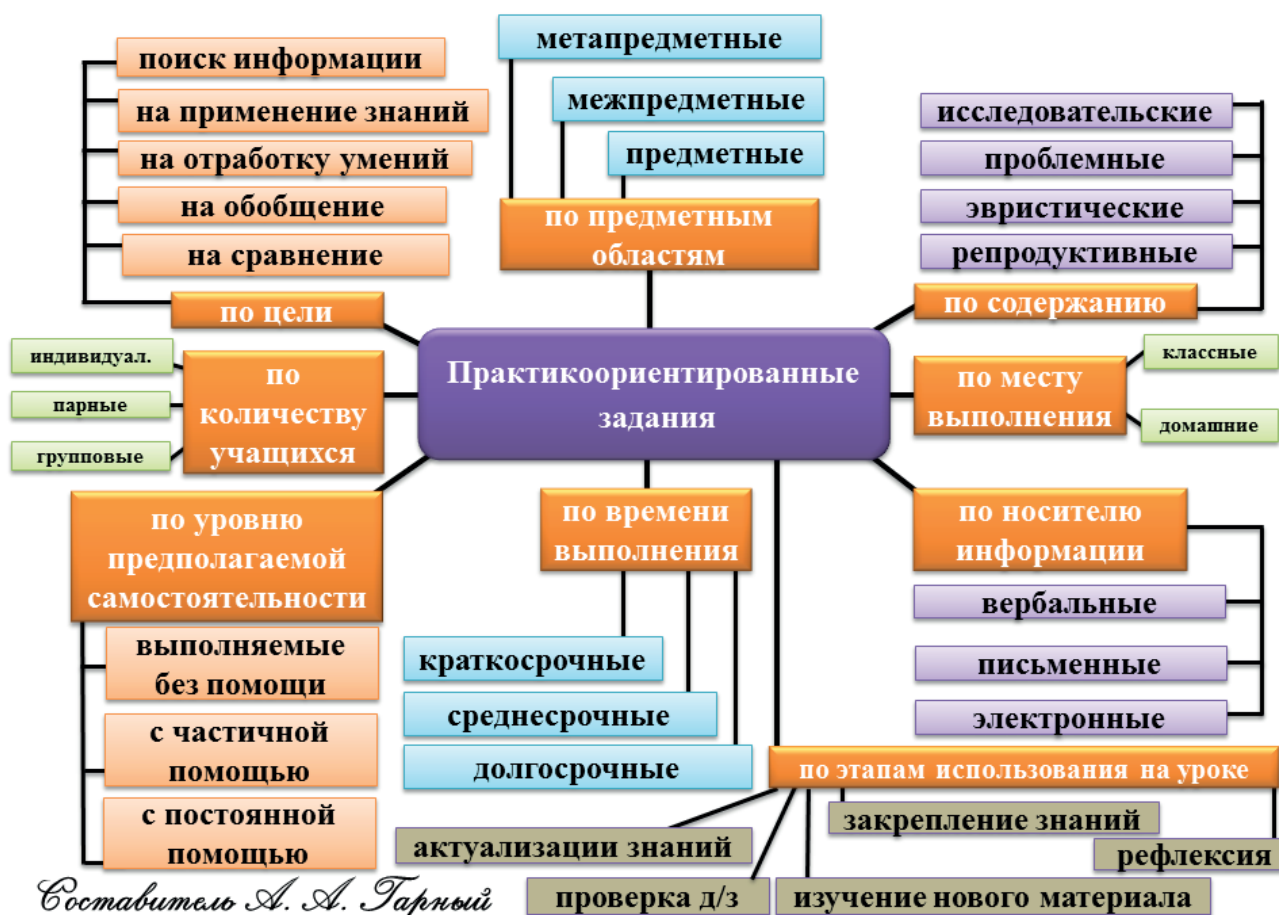 поиск информации
на применение знаний
на отработку умений
на обобщение
на сравнение
по цели
метапредметные
межпредметные
предметные
по предметным
областям
исследовательские
проблемные
эвристические
репродуктивные
по содержанию
индивидуал.
парные
групповые
по
количеству
учащихся
Практикоориентированные
задания
по месту
выполнения
классные
домашние
по уровню
предполагаемой
самостоятельности
выполняемые
без помощи
с частичной
помощью
с постоянной
помощью
по времени
выполнения
краткосрочные
среднесрочные
долгосрочные
по носителю
информации
вербальные
письменные
электронные
по этапам использования на уроке
актуализации знаний
проверка д/з
изучение нового материала
закрепление знаний
рефлексия
Составитель А. А. Гарный